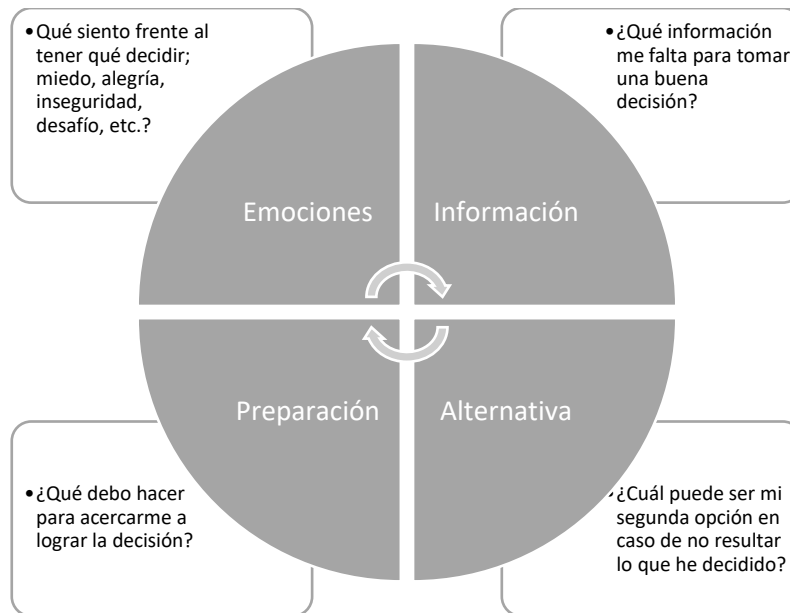 •Qué siento frente al
tener qué decidir;
miedo, alegría,
inseguridad,
desafío, etc.?
•¿Qué información
me falta para tomar
una buena
decisión?
Emociones
Información
Preparación
Alternativa
•¿Qué debo hacer
para acercarme a
lograr la decisión?
•¿Cuál puede ser mi
segunda opción en
caso de no resultar
lo que he decidido?